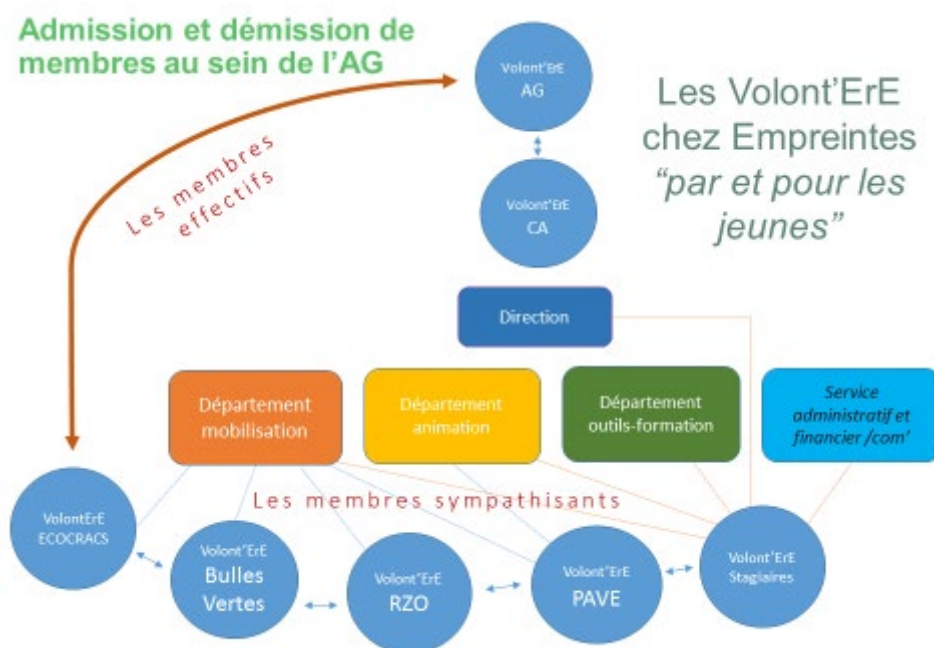 Admission et démission de
membres au sein de l'AG
Volont'ErE
AG
Les Volont'ErE
chez Empreintes
"par et pour les
jeunes"
Les membres
effectifs
Volont'ErE
CA
Direction
Département
mobilisation
Département
animation
Département
outils-formation
Service
administratif et
financier /com'
Les membres sympathisants
VolontErE
ECOCRACS
Volont'ErE
Bulles
Vertes
Volont'ErE
RZO
Volont'ErE
PAVE
Volont'ErE
Stagiaires